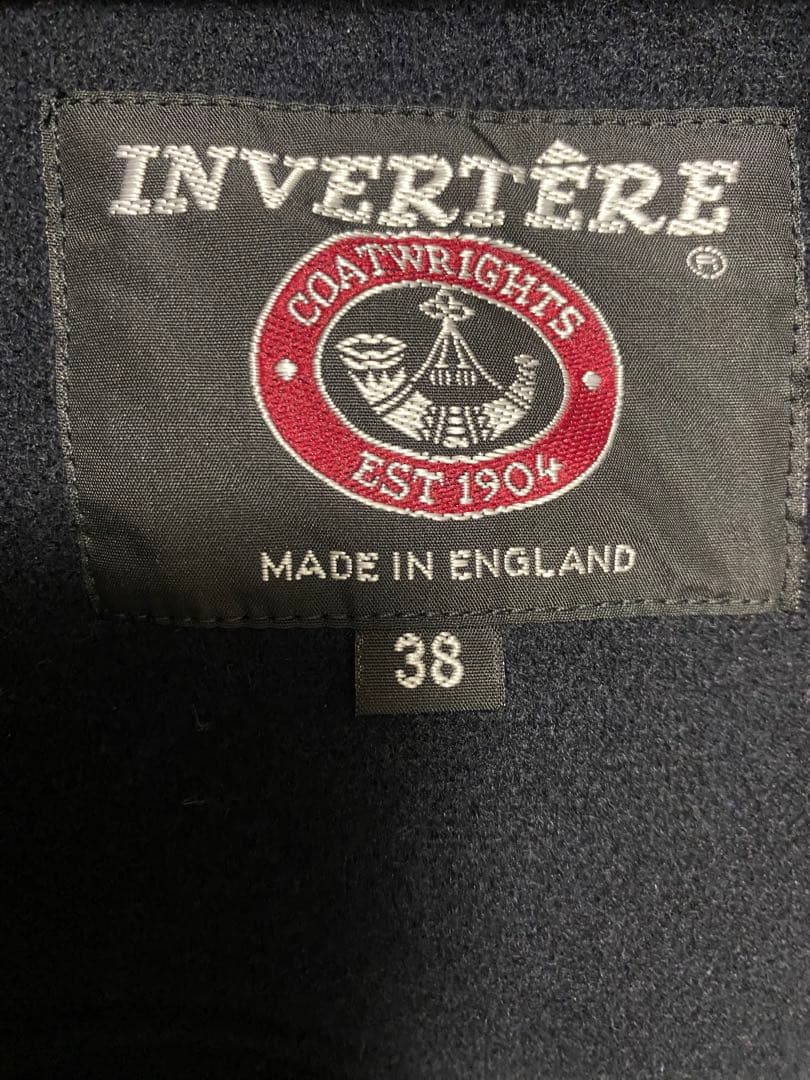 INVERTÊRE
®
COATWRIGHTS
EST 1904
MADE IN ENGLAND
38